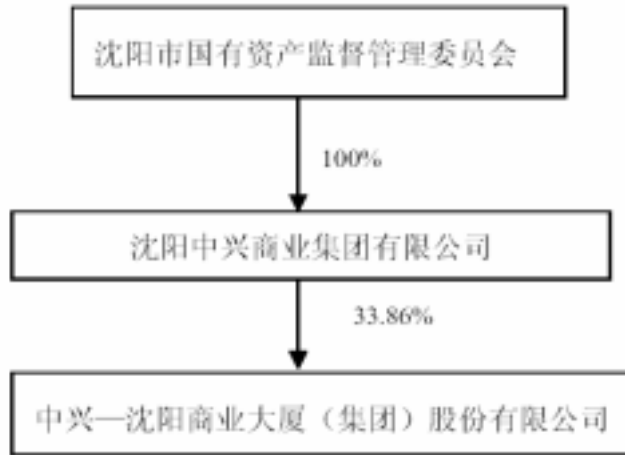 沈阳市国有资产监督管理委员会
100%
沈阳中兴商业集团有限公司
33.86%
中兴—沈阳商业大厦（集团）股份有限公司